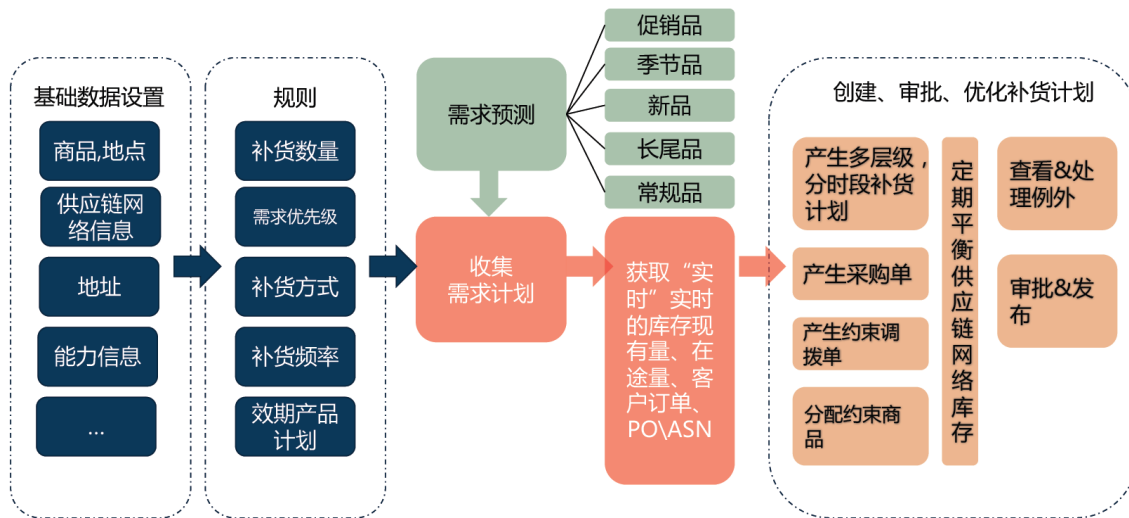 基础数据设置
商品,地点
供应链网
络信息
地址
能力信息
...
规则
补货数量
需求优先级
补货方式
补货频率
效期产品
计划
需求预测
促销品
季节品
新品
长尾品
常规品
收集
需求计划
获取“实
时”实时
的库存现
有量、在
途量、客
户订单、
PO\ASN
创建、审批、优化补货计划
产生多层级，
分时段补货
计划
产生采购单
产生约束调
拨单
分配约束商
品
定期平衡供应链网络库存
查看&处
理例外
审批&发
布